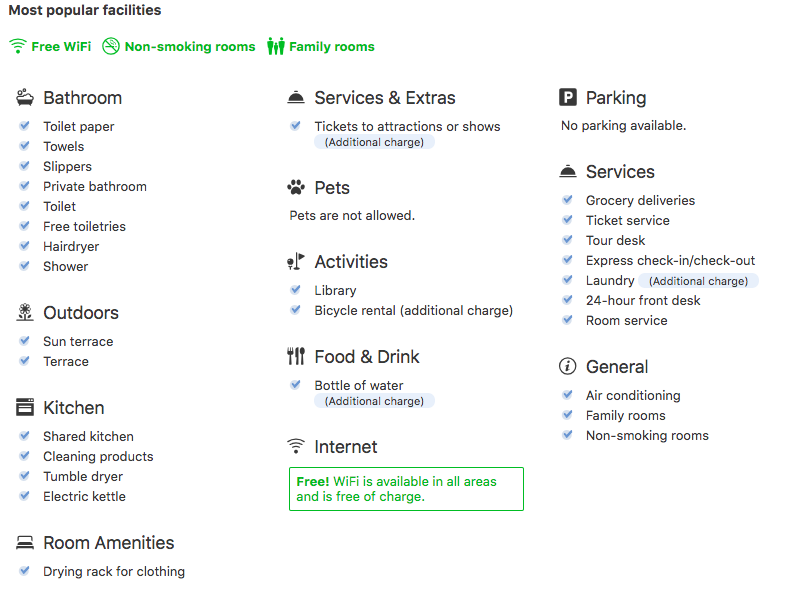 Most popular facilities
Free WiFi Non-smoking rooms Family rooms
Bathroom
Toilet paper
Towels
Slippers
Private bathroom
Toilet
Free toiletries
Hairdryer
Shower
Outdoors
Sun terrace
Terrace
Kitchen
Shared kitchen
Cleaning products
Tumble dryer
Electric kettle
Room Amenities
Drying rack for clothing
Services & Extras
Tickets to attractions or shows
(Additional charge)
Pets
Pets are not allowed.
Activities
Library
Bicycle rental (additional charge)
Food & Drink
Bottle of water
(Additional charge)
Internet
Free! WiFi is available in all areas
and is free of charge.
P Parking
No parking available.
Services
Grocery deliveries
Ticket service
Tour desk
Express check-in/check-out
Laundry (Additional charge)
24-hour front desk
Room service
General
Air conditioning
Family rooms
Non-smoking rooms